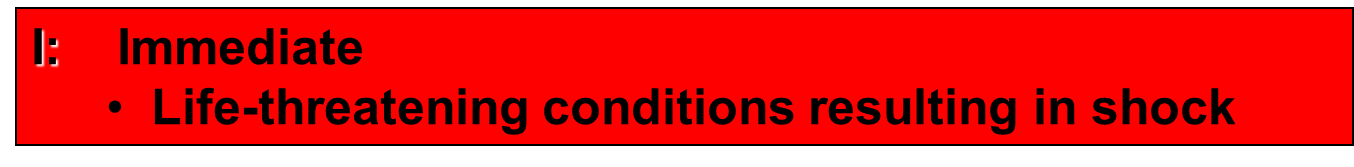 I: Immediate
• Life-threatening conditions resulting in shock